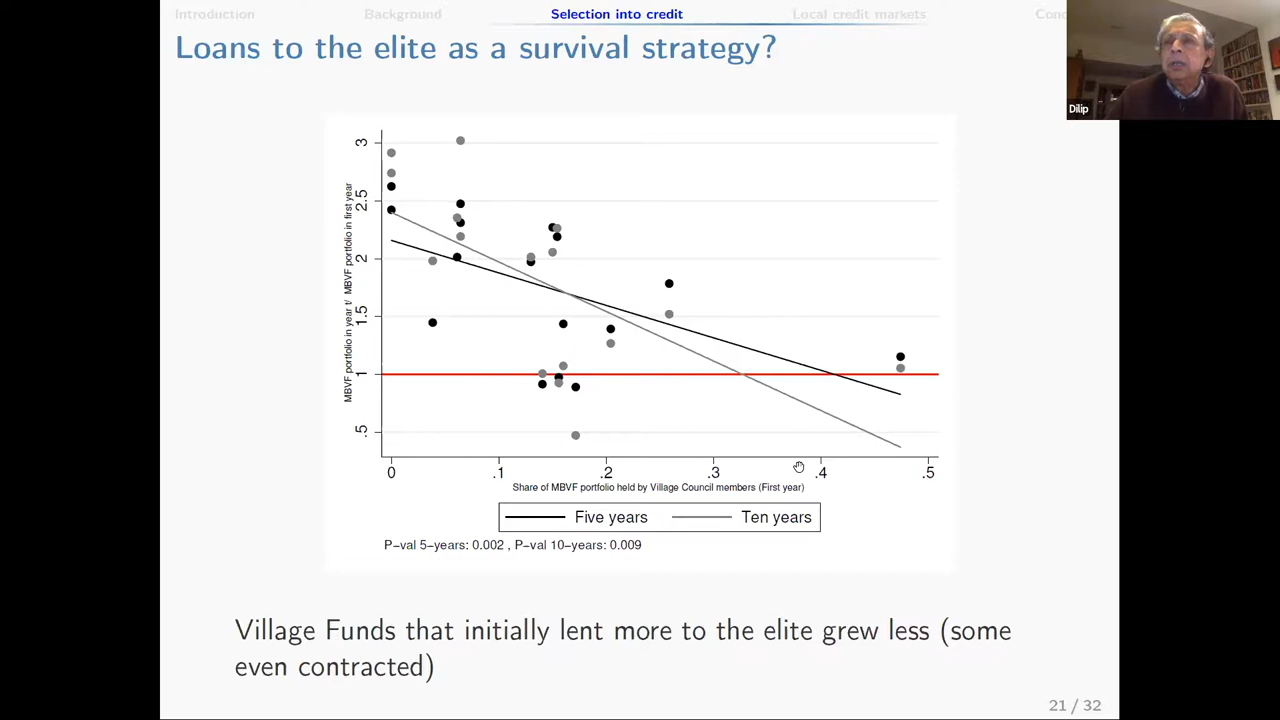 Introduction Background Selection into credit Local credit markets
Loans to the elite as a survival strategy?
Dilip
MBVF portfolio in year t/ MBVF portfolio in first year
3
2.5
2
1.5
1
.5
0 .1 .2 .3 .4 .5
Share of MBVF portfolio held by Village Council members (First year)
Five years Ten years
P-val 5-years: 0.002 , P-val 10-years: 0.009
Village Funds that initially lent more to the elite grew less (some
even contracted)
21 / 32